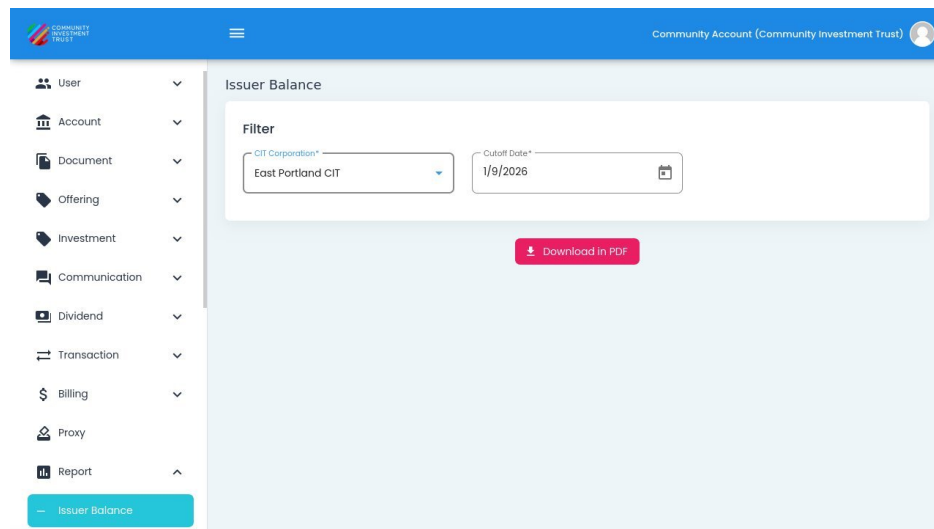 COMMUNITY
INVESTMENT
TRUST
Community Account (Community Investment Trust)
User
Account
Document
Offering
Investment
Communication
Dividend
Transaction
Billing
Proxy
Report
Issuer Balance
Issuer Balance
Filter
CIT Corporation*
East Portland CIT
Cutoff Date*
1/9/2026
Download in PDF